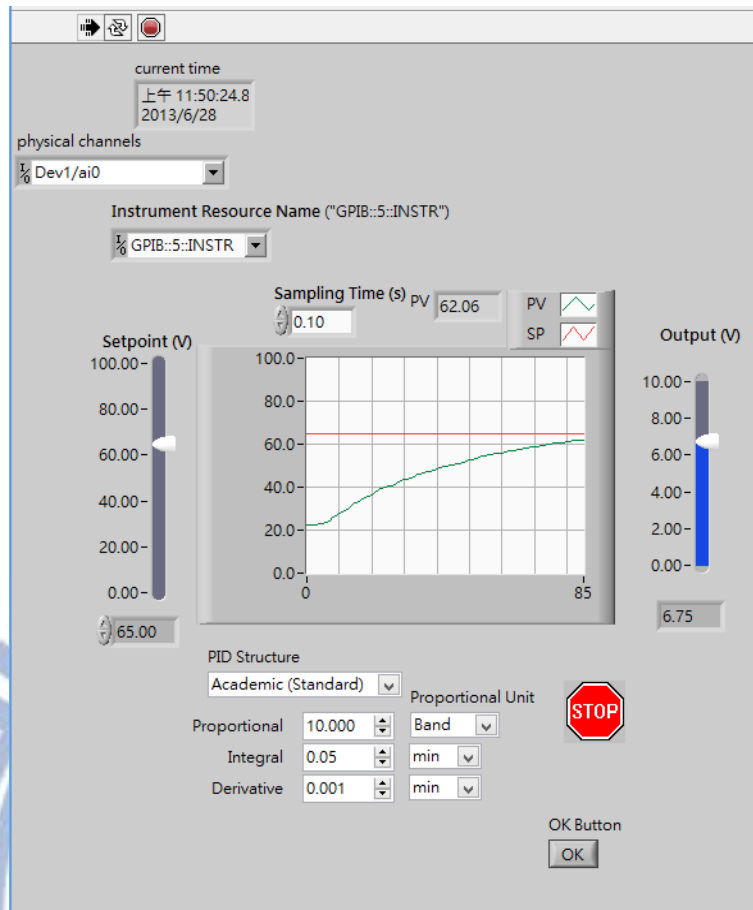 current time
上午 11:50:24.8
2013/6/28
physical channels
Dev1/ai0
Instrument Resource Name ("GPIB::5::INSTR")
GPIB::5::INSTR
Sampling Time (s)
0.10
PV
62.06
PV
SP
Setpoint (V)
100.00
80.00
60.00
40.00
20.00
0.00
65.00
100.0
80.0
60.0
40.0
20.0
0.0
0
85
Output (V)
10.00
8.00
6.00
4.00
2.00
0.00
6.75
PID Structure
Academic (Standard)
Proportional Unit
Proportional 10.000 Band
Integral 0.05 min
Derivative 0.001 min
STOP
OK Button
OK